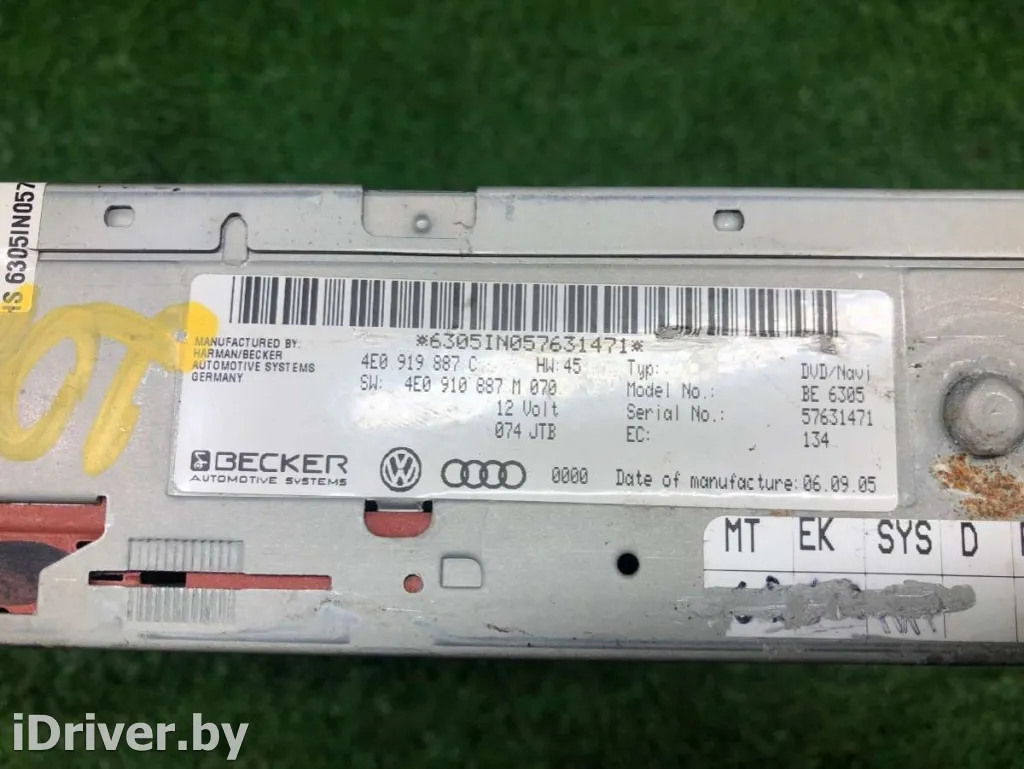 IS 6305IN057
*6305IN057631471*
MANUFACTURED BY:
HARMAN/BECKER
AUTOMOTIVE SYSTEMS
GERMANY
4E0 919 887 C HW:45
SW: 4E0 910 887 M 070
12 Volt
074 JTB
Typ: DVD/Navi
Model No.: BE 6305
Serial No.: 57631471
EC: 134
BECKER
AUTOMOTIVE SYSTEMS
0000 Date of manufacture: 06.09.05
MT EK SYS D
iDriver.by